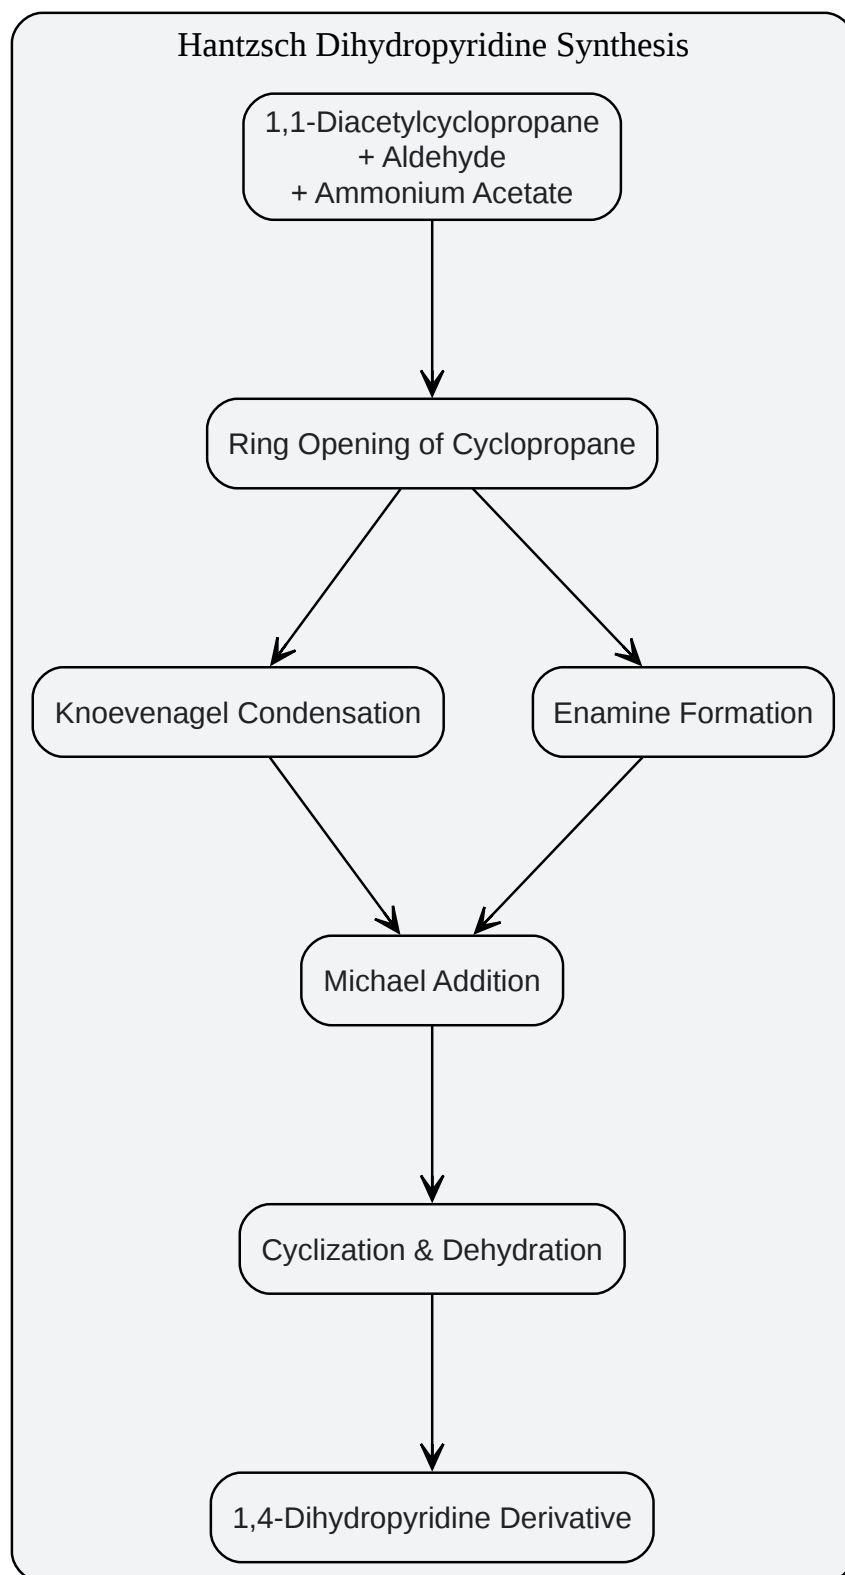 Hantzsch Dihydropyridine Synthesis
1,1-Diacetylcyclopropane
+ Aldehyde
+ Ammonium Acetate
Ring Opening of Cyclopropane
Knoevenagel Condensation
Enamine Formation
Michael Addition
Cyclization & Dehydration
1,4-Dihydropyridine Derivative